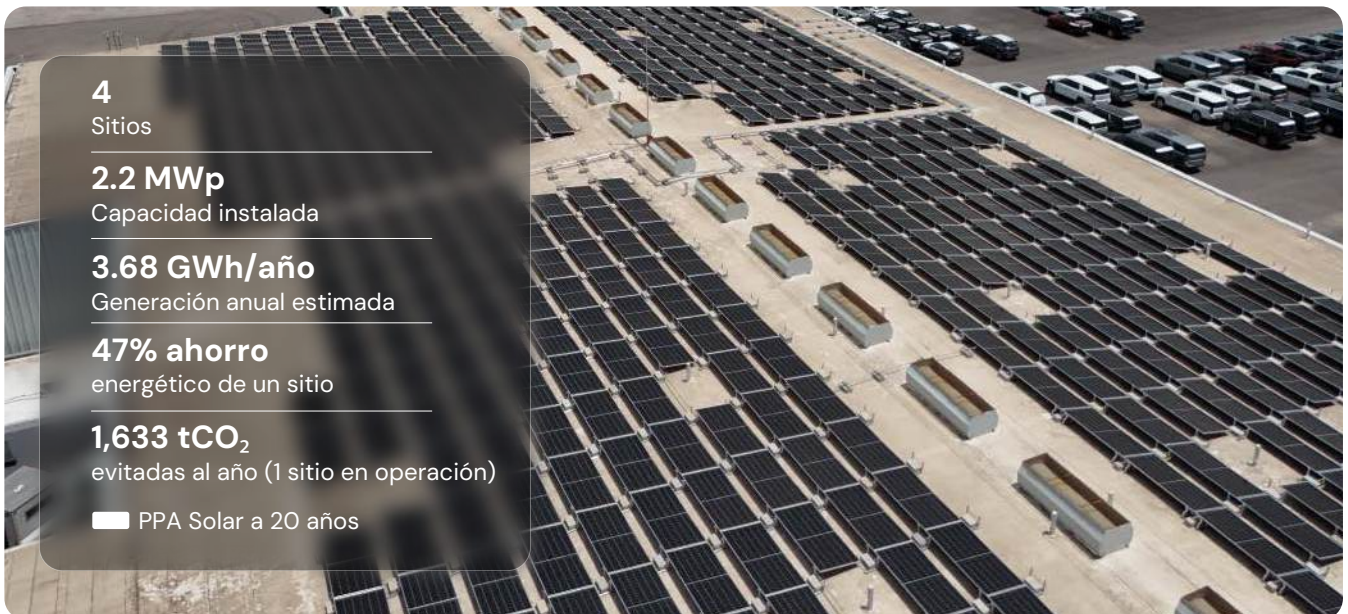 4
Sitios
2.2 MWp
Capacidad instalada
3.68 GWh/año
Generación anual estimada
47% ahorro
energético de un sitio
1,633 tCO₂
evitadas al año (1 sitio en operación)
PPA Solar a 20 años